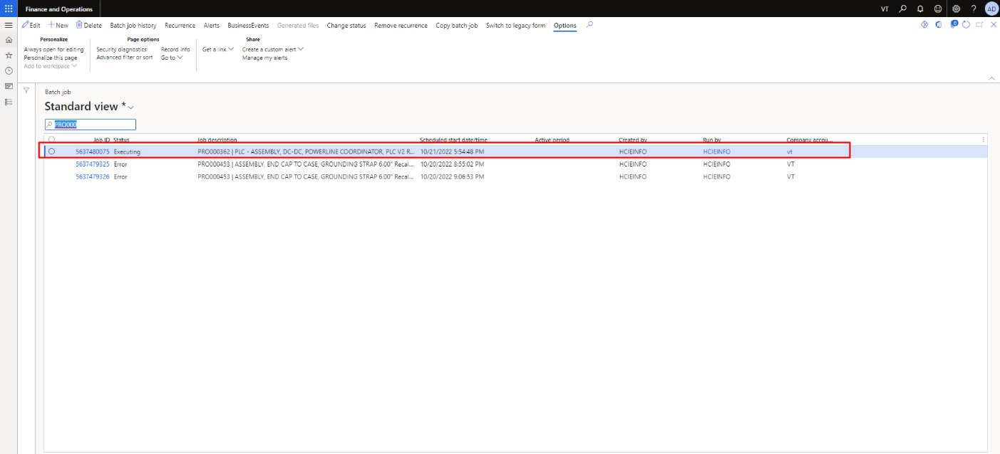 Finance and Operations VT ? AD
Edit New Delete Batch job history Recurrence Alerts BusinessEvents Generated files Change status Remove recurrence Copy batch job Switch to legacy form Options 0
Personalize Page options Share
Always open for editing Security diagnostics Record info Get a link Create a custom alert
Personalize this page Advanced filter or sort Go to Manage my alerts
Add to workspace
Batch job
Standard view *
PRO000
Job ID Status Job description Scheduled start date/time Active period Created by Run by Company accou...
5637480075 Executing PRO000362 | PLC - ASSEMBLY, DC-DC, POWERLINE COORDINATOR, PLC V2 R... 10/21/2022 5:54:48 PM HCIEINFO HCIEINFO vt
5637479325 Error PRO000453 | ASSEMBLY, END CAP TO CASE, GROUNDING STRAP 6.00" Recal... 10/20/2022 8:55:02 PM HCIEINFO HCIEINFO VT
5637479326 Error PRO000453 | ASSEMBLY, END CAP TO CASE, GROUNDING STRAP 6.00" Recal... 10/20/2022 9:06:53 PM HCIEINFO HCIEINFO VT